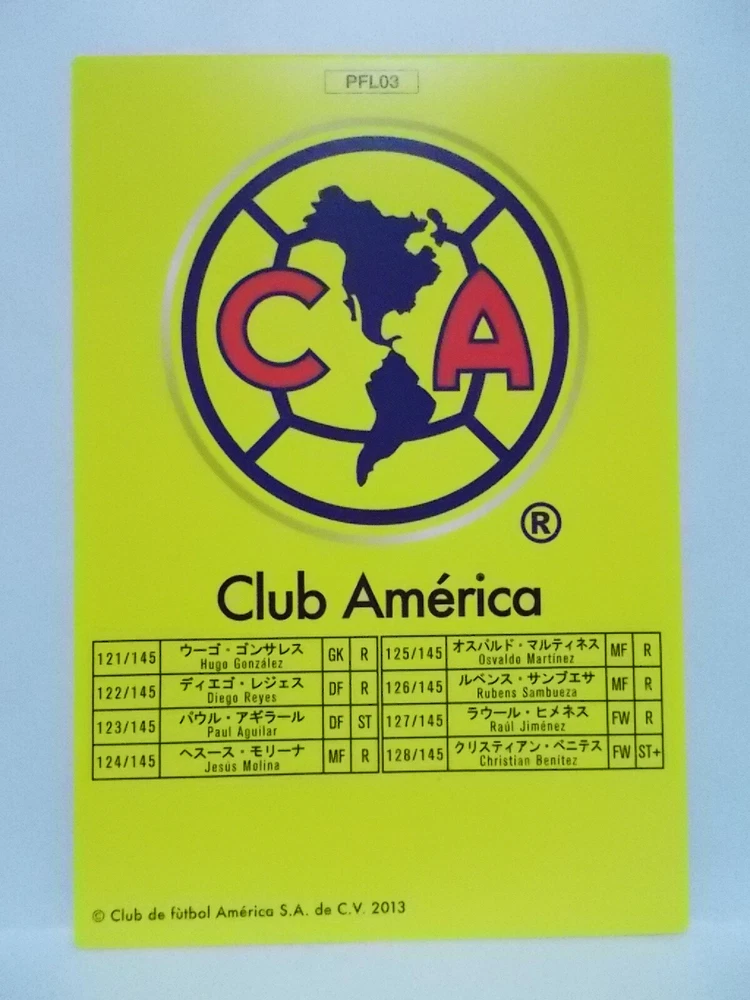 PFL03
C A
®
Club América
121/145 ウーゴ・ゴンサレス GK R
Hugo González
122/145 ディエゴ・レジェス DF R
Diego Reyes
123/145 パウル・アギラール DF ST
Paul Aguilar
124/145 ヘスース・モリーナ MF R
Jesús Molina
125/145 オスバルド・マルティネス MF R
Osvaldo Martínez
126/145 ルベンス・サンブエサ MF R
Rubens Sambueza
127/145 ラウール・ヒメネス FW R
Raúl Jiménez
128/145 クリスティアン・ベニテス FW ST+
Christian Benítez
© Club de fùtbol América S.A. de C.V. 2013